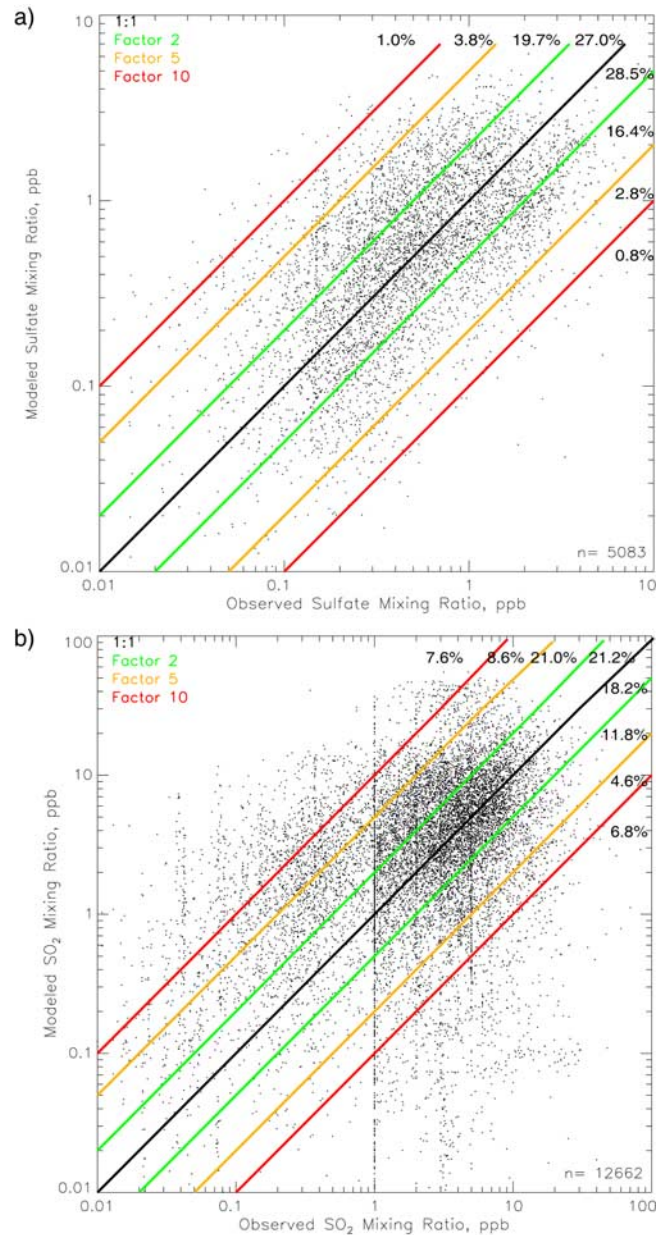 a)
1:1
Factor 2
Factor 5
Factor 10
1.0% 3.8% 19.7% 27.0%
28.5%
16.4%
2.8%
0.8%
10
1
0.1
0.01
Modeled Sulfate Mixing Ratio, ppb
n= 5083
0.01 0.1 1 10
Observed Sulfate Mixing Ratio, ppb
b)
1:1
Factor 2
Factor 5
Factor 10
7.6% 8.6% 21.0% 21.2%
18.2%
11.8%
4.6%
6.8%
100
10
1
0.1
0.01
Modeled SO2 Mixing Ratio, ppb
n= 12662
0.01 0.1 1 10 100
Observed SO2 Mixing Ratio, ppb